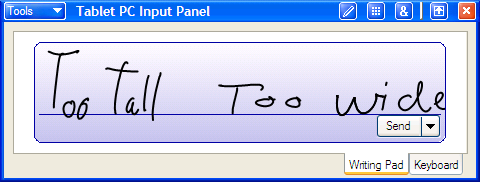 Tools Tablet PC Input Panel &
Too Tall Too wide
Send
Writing Pad Keyboard